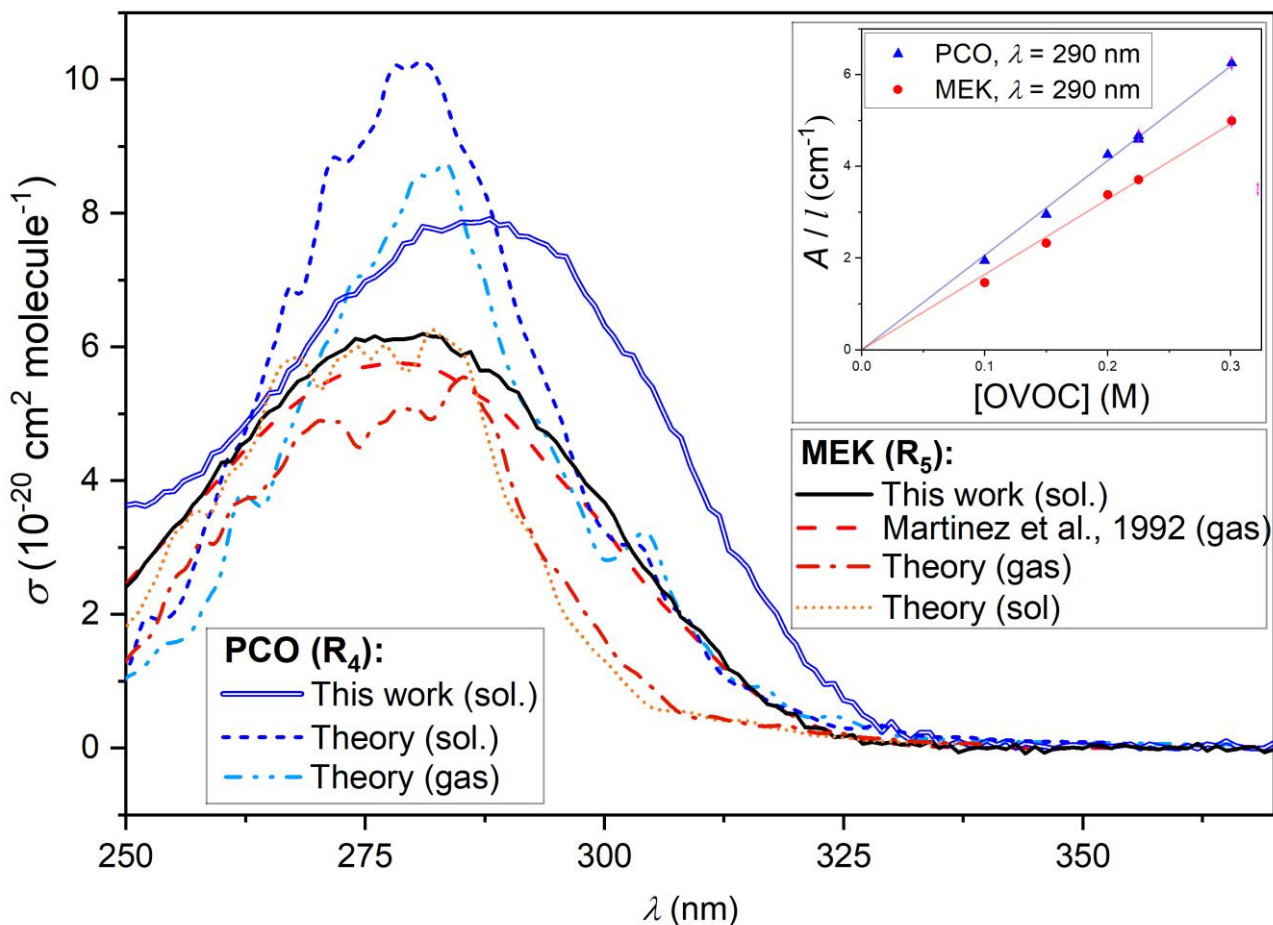 σ (10⁻²⁰ cm² molecule⁻¹)
10
8
6
4
2
0
250
275
300
325
350
λ (nm)
PCO, λ = 290 nm
MEK, λ = 290 nm
A / l (cm⁻¹)
6
4
2
0
0.0
0.1
0.2
0.3
[OVOC] (M)
MEK (R₅):
This work (sol.)
Martinez et al., 1992 (gas)
Theory (gas)
Theory (sol)
PCO (R₄):
This work (sol.)
Theory (sol.)
Theory (gas)